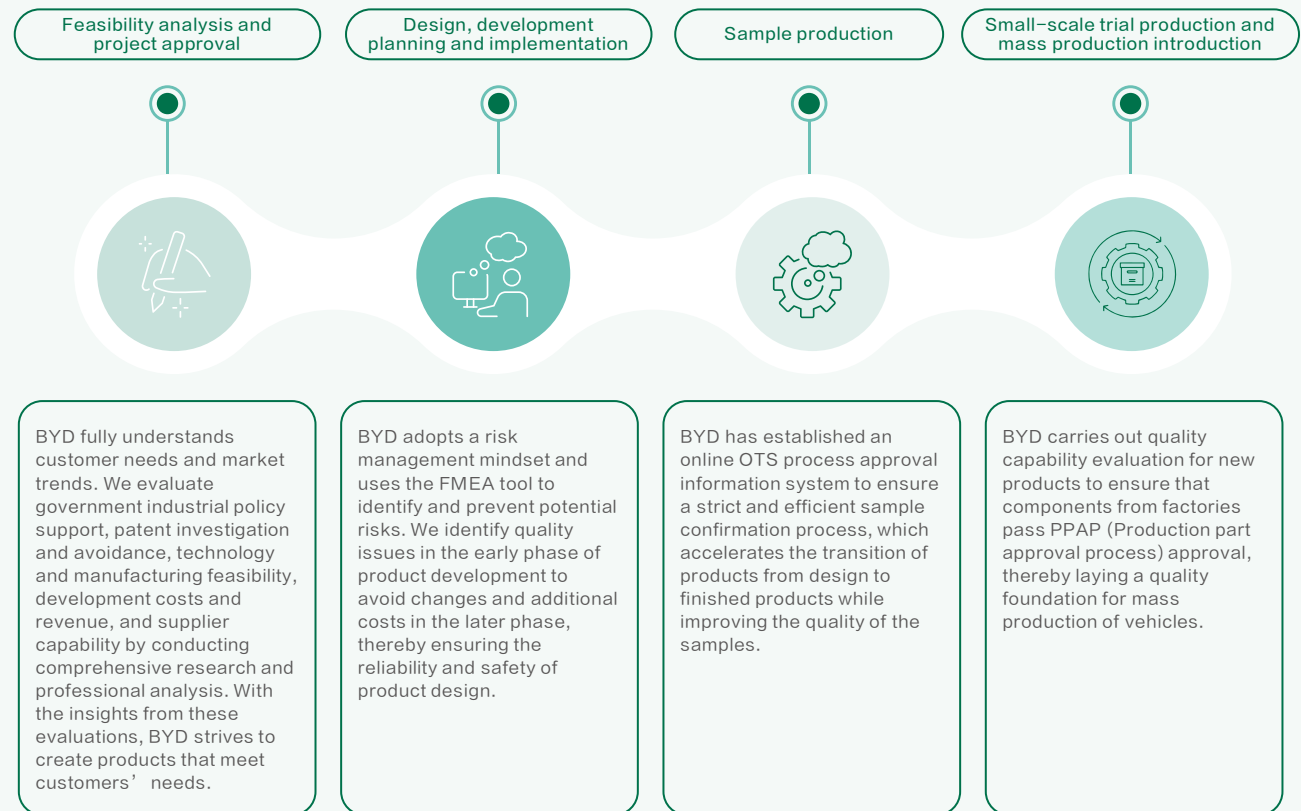 Feasibility analysis and
project approval
Design, development
planning and implementation
Sample production
Small-scale trial production and
mass production introduction
BYD fully understands
customer needs and market
trends. We evaluate
government industrial policy
support, patent investigation
and avoidance, technology
and manufacturing feasibility,
development costs and
revenue, and supplier
capability by conducting
comprehensive research and
professional analysis. With
the insights from these
evaluations, BYD strives to
create products that meet
customers’ needs.
BYD adopts a risk
management mindset and
uses the FMEA tool to
identify and prevent potential
risks. We identify quality
issues in the early phase of
product development to
avoid changes and additional
costs in the later phase,
thereby ensuring the
reliability and safety of
product design.
BYD has established an
online OTS process approval
information system to ensure
a strict and efficient sample
confirmation process, which
accelerates the transition of
products from design to
finished products while
improving the quality of the
samples.
BYD carries out quality
capability evaluation for new
products to ensure that
components from factories
pass PPAP (Production part
approval process) approval,
thereby laying a quality
foundation for mass
production of vehicles.